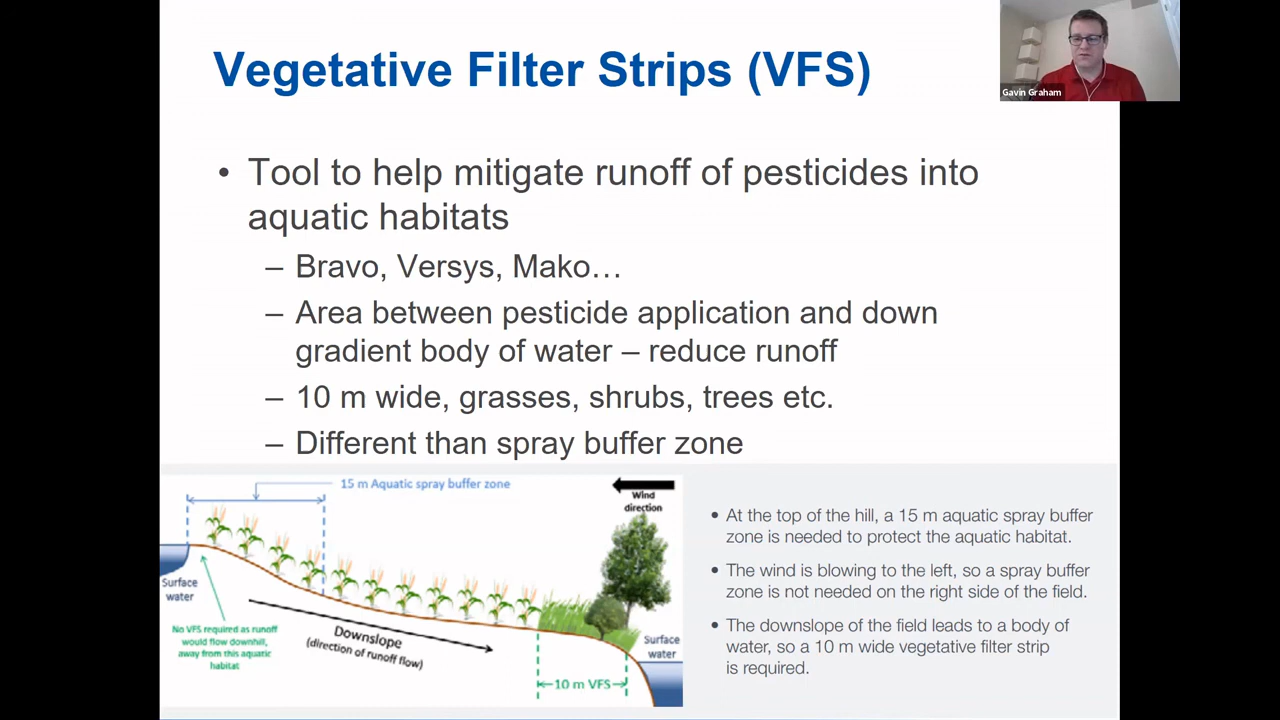 Vegetative Filter Strips (VFS)
Gavin Graham
• Tool to help mitigate runoff of pesticides into
aquatic habitats
– Bravo, Versys, Mako…
– Area between pesticide application and down
gradient body of water – reduce runoff
– 10 m wide, grasses, shrubs, trees etc.
– Different than spray buffer zone
15 m Aquatic spray buffer zone
Wind
direction
Surface
water
No VFS required as runoff
would flow downhill,
away from this aquatic
habitat
Downslope
(direction of runoff flow)
Surface
water
10 m VFS
• At the top of the hill, a 15 m aquatic spray buffer
zone is needed to protect the aquatic habitat.
• The wind is blowing to the left, so a spray buffer
zone is not needed on the right side of the field.
• The downslope of the field leads to a body of
water, so a 10 m wide vegetative filter strip
is required.